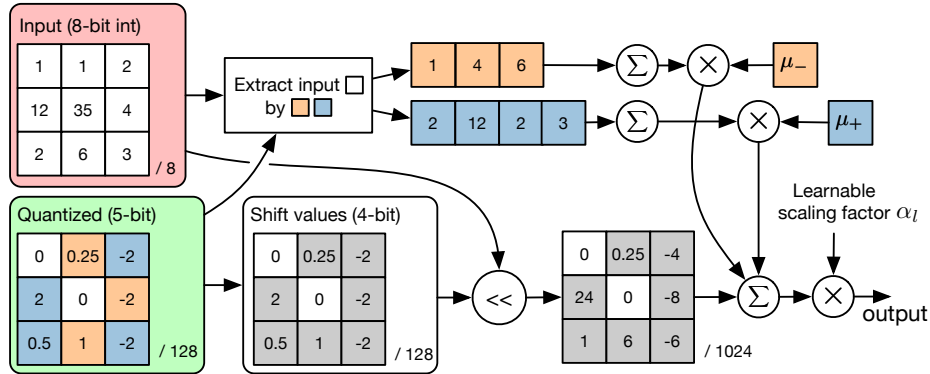 Input (8-bit int)
1 1 2
12 35 4
2 6 3
/ 8
Extract input
by
1 4 6
Σ
×
μ₋
2 12 2 3
Σ
×
μ₊
Quantized (5-bit)
0 0.25 -2
2 0 -2
0.5 1 -2
/ 128
Shift values (4-bit)
0 0.25 -2
2 0 -2
0.5 1 -2
/ 128
<<
0 0.25 -4
24 0 -8
1 6 -6
/ 1024
Learnable
scaling factor αₗ
Σ
×
output